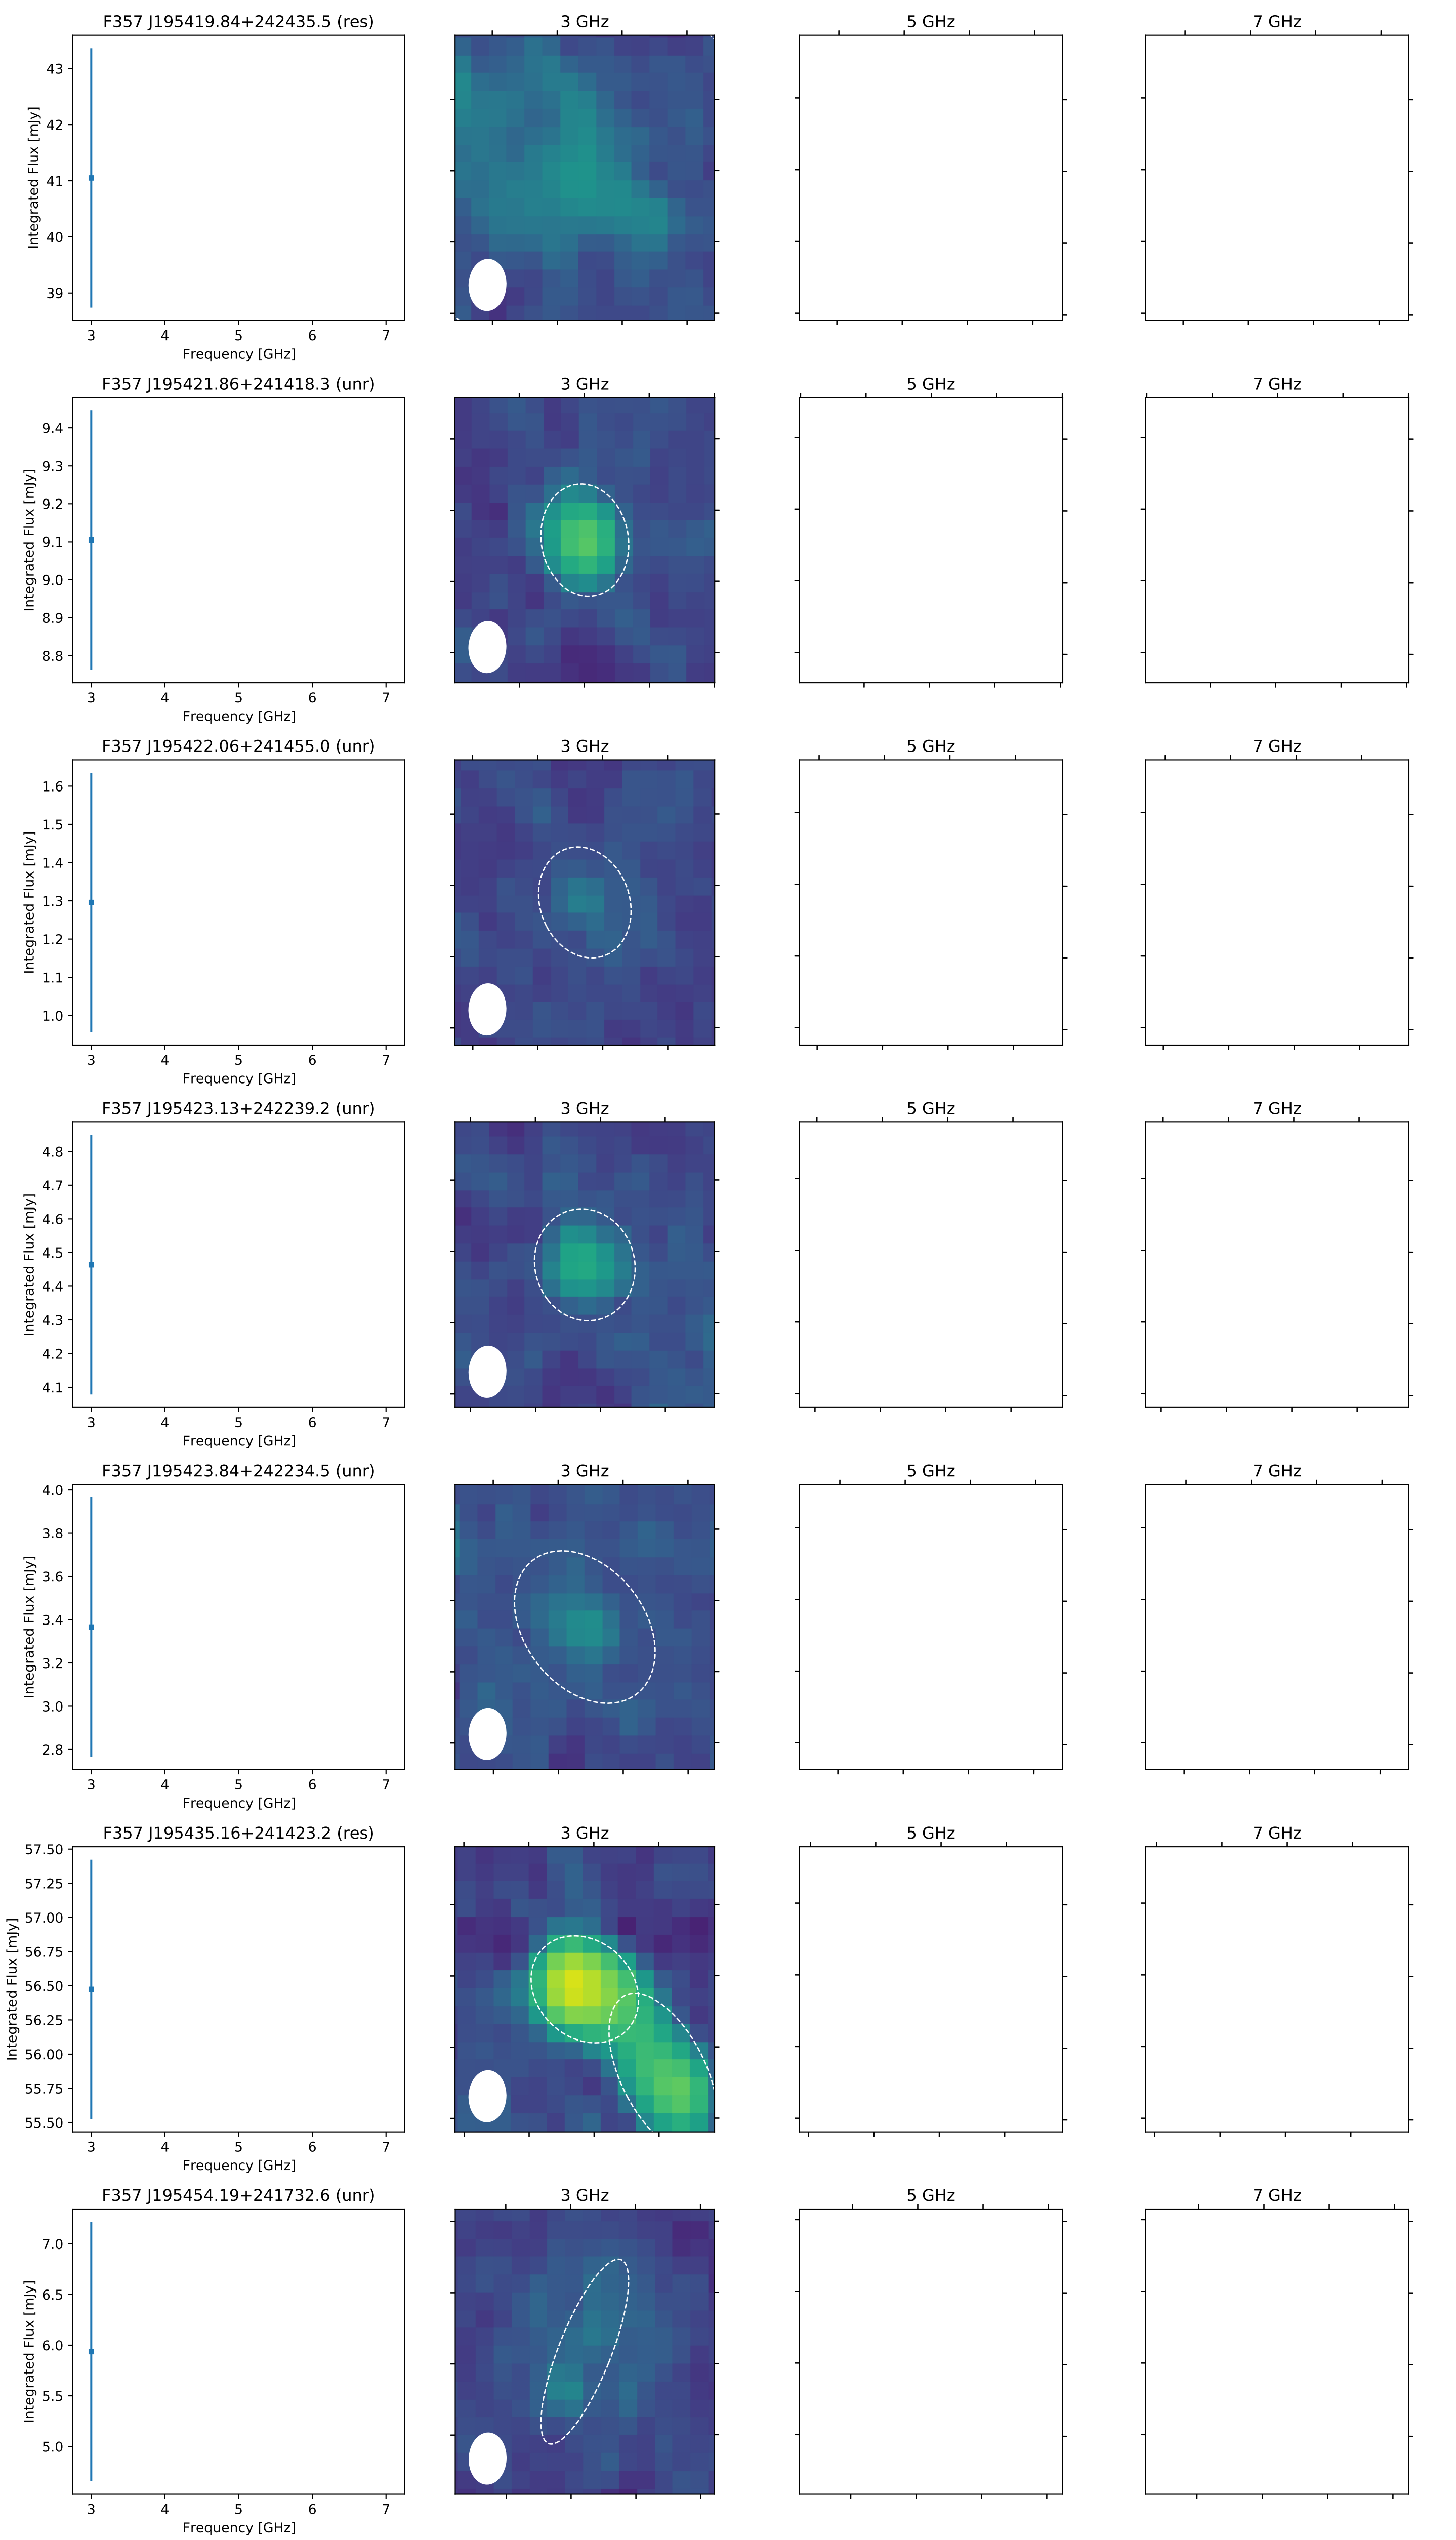 F357 J195419.84+242435.5 (res) 3 GHz 5 GHz 7 GHz
43
42
41
40
39
Integrated Flux [mJy]
3 4 5 6 7
Frequency [GHz]
F357 J195421.86+241418.3 (unr) 3 GHz 5 GHz 7 GHz
9.4
9.3
9.2
9.1
9.0
8.9
8.8
Integrated Flux [mJy]
3 4 5 6 7
Frequency [GHz]
F357 J195422.06+241455.0 (unr) 3 GHz 5 GHz 7 GHz
1.6
1.5
1.4
1.3
1.2
1.1
1.0
Integrated Flux [mJy]
3 4 5 6 7
Frequency [GHz]
F357 J195423.13+242239.2 (unr) 3 GHz 5 GHz 7 GHz
4.8
4.7
4.6
4.5
4.4
4.3
4.2
4.1
Integrated Flux [mJy]
3 4 5 6 7
Frequency [GHz]
F357 J195423.84+242234.5 (unr) 3 GHz 5 GHz 7 GHz
4.0
3.8
3.6
3.4
3.2
3.0
2.8
Integrated Flux [mJy]
3 4 5 6 7
Frequency [GHz]
F357 J195435.16+241423.2 (res) 3 GHz 5 GHz 7 GHz
57.50
57.25
57.00
56.75
56.50
56.25
56.00
55.75
55.50
Integrated Flux [mJy]
3 4 5 6 7
Frequency [GHz]
F357 J195454.19+241732.6 (unr) 3 GHz 5 GHz 7 GHz
7.0
6.5
6.0
5.5
5.0
Integrated Flux [mJy]
3 4 5 6 7
Frequency [GHz]